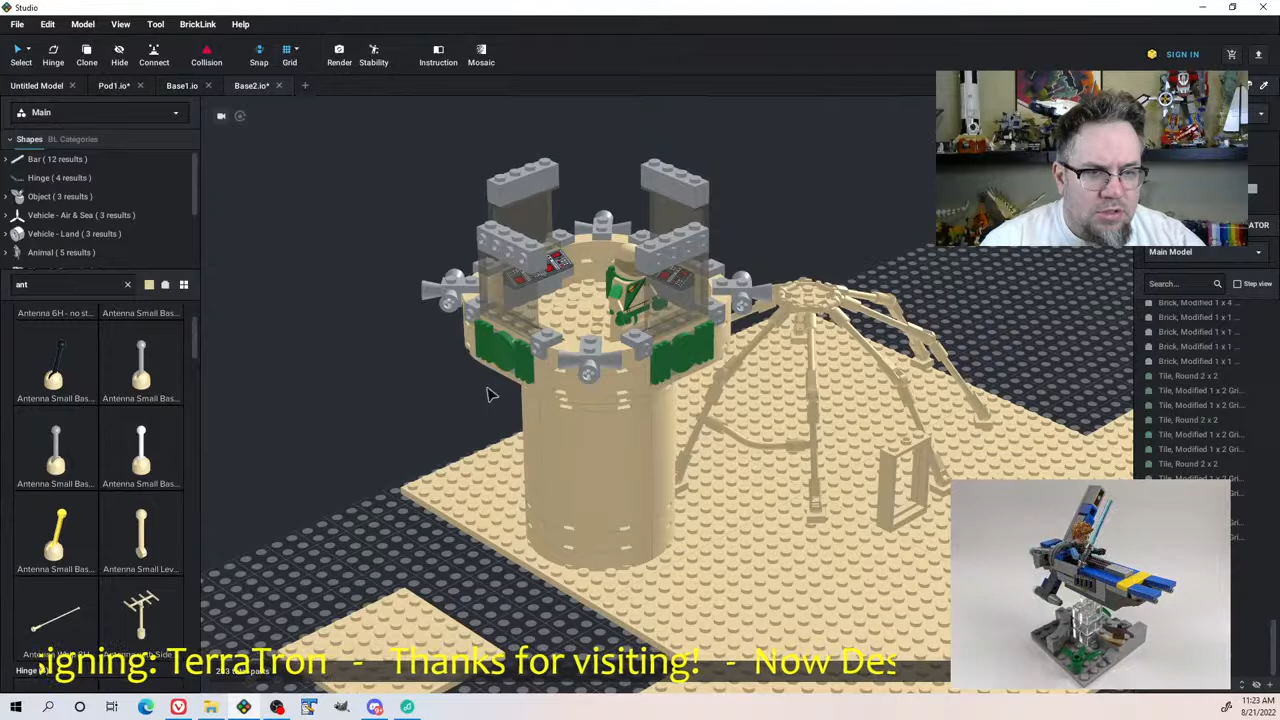 Studio
File Edit Model View Tool BrickLink Help
Select Hinge Clone Hide Connect Collision Snap Grid Render Stability Instruction Mosaic
SIGN IN
Untitled Model Pod1.io* Base1.io Base2.io*
Main
Shapes BL Categories
Bar ( 12 results )
Hinge ( 4 results )
Object ( 3 results )
Vehicle - Air & Sea ( 3 results )
Vehicle - Land ( 3 results )
Animal ( 5 results )
ant
Antenna 6H - no st...
Antenna Small Bas...
Antenna Small Bas...
Antenna Small Bas...
Antenna Small Bas...
Antenna Small Bas...
Antenna Small Bas...
Antenna Small Lev...
Main Model
Search...
Step view
Brick, Modified 1 x 4 ...
Brick, Modified 1 x 1 ...
Brick, Modified 1 x 1 ...
Brick, Modified 1 x 1 ...
Brick, Modified 1 x 1 ...
Tile, Round 2 x 2
Tile, Modified 1 x 2 Gri...
Tile, Modified 1 x 2 Gri...
Tile, Round 2 x 2
Tile, Modified 1 x 2 Gri...
Tile, Modified 1 x 2 Gri...
Tile, Round 2 x 2
igning: TerraTron - Thanks for visiting! - Now Des
11:23 AM
8/21/2022